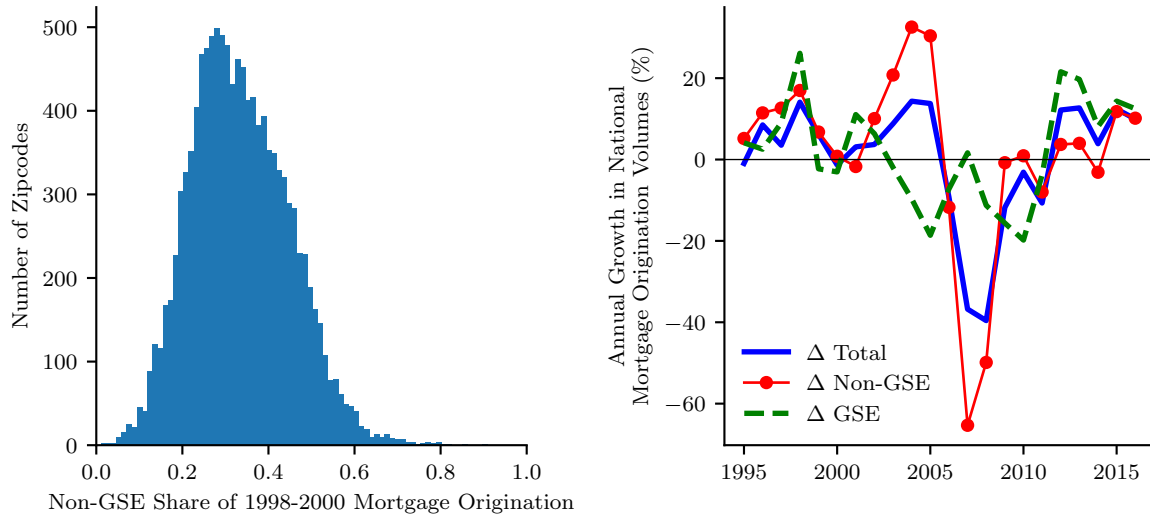 500
400
300
200
100
0
Number of Zipcodes
0.0 0.2 0.4 0.6 0.8 1.0
Non-GSE Share of 1998-2000 Mortgage Origination
Annual Growth in National
Mortgage Origination Volumes (%)
20
0
−20
−40
−60
Δ Total
Δ Non-GSE
Δ GSE
1995 2000 2005 2010 2015